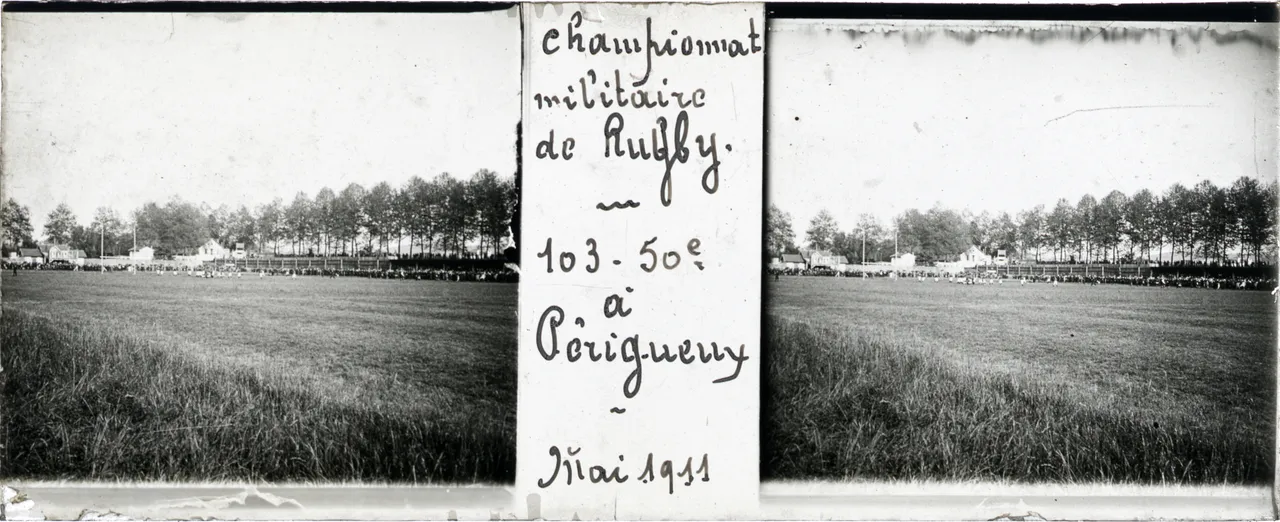 Championnat
militaire
de Rugby.
103 - 50e
à
Périgueux
Mai 1911